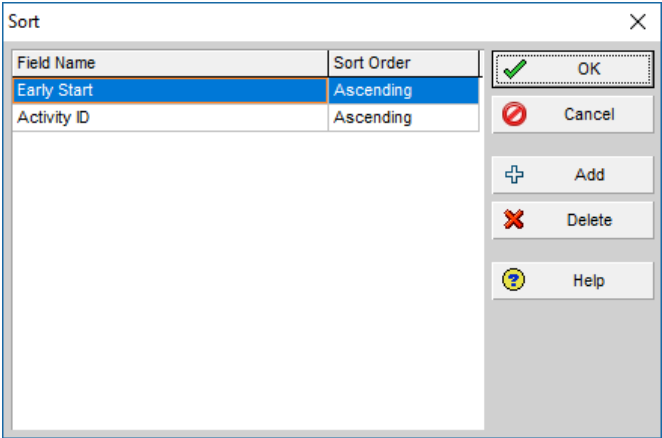 Sort
Field Name Sort Order
Early Start Ascending
Activity ID Ascending
OK
Cancel
Add
Delete
Help